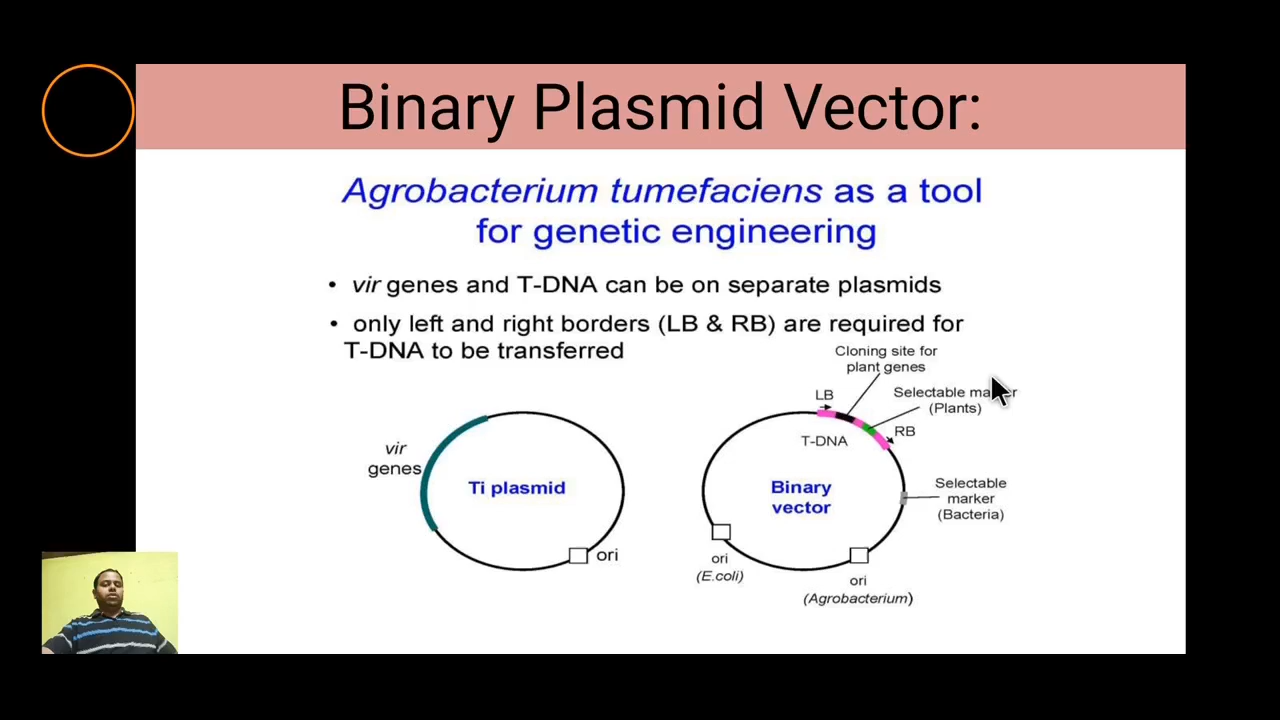 Binary Plasmid Vector:
Agrobacterium tumefaciens as a tool
for genetic engineering
• vir genes and T-DNA can be on separate plasmids
• only left and right borders (LB & RB) are required for
T-DNA to be transferred
Cloning site for
plant genes
LB
Selectable marker
(Plants)
T-DNA
RB
vir
genes
Ti plasmid
Binary
vector
Selectable
marker
(Bacteria)
ori
ori
(E.coli)
ori
(Agrobacterium)